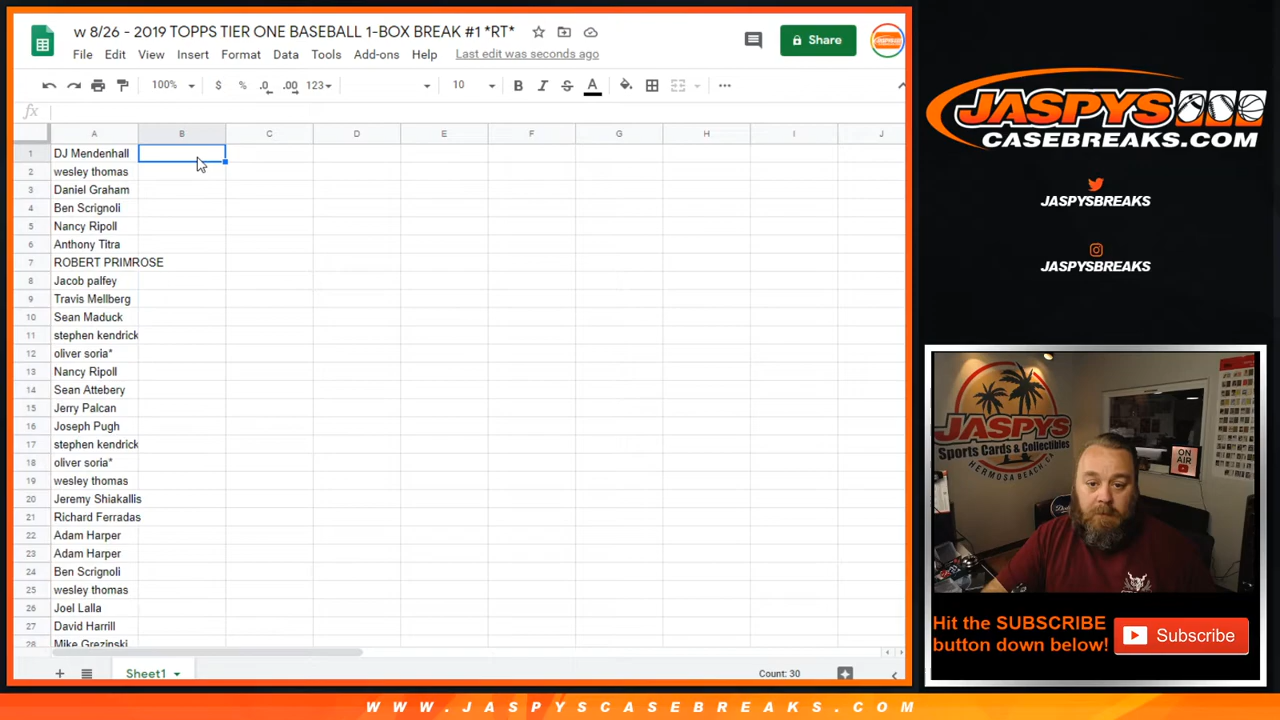 w 8/26 - 2019 TOPPS TIER ONE BASEBALL 1-BOX BREAK #1 *RT*
File Edit View Insert Format Data Tools Add-ons Help Last edit was seconds ago
Share
100% $ % .0 .00 123 10 B I S A
fx
A B C D E F G H I J
1 DJ Mendenhall
2 wesley thomas
3 Daniel Graham
4 Ben Scrignoli
5 Nancy Ripoll
6 Anthony Titra
7 ROBERT PRIMROSE
8 Jacob palfey
9 Travis Mellberg
10 Sean Maduck
11 stephen kendrick
12 oliver soria*
13 Nancy Ripoll
14 Sean Attebery
15 Jerry Palcan
16 Joseph Pugh
17 stephen kendrick
18 oliver soria*
19 wesley thomas
20 Jeremy Shiakallis
21 Richard Ferradas
22 Adam Harper
23 Adam Harper
24 Ben Scrignoli
25 wesley thomas
26 Joel Lalla
27 David Harrill
28 Mike Grezinski
Sheet1
Count: 30
JASPYS
CASEBREAKS.COM
JASPYSBREAKS
JASPYSBREAKS
JASPYS
Sports Cards & Collectibles
HERMOSA BEACH, CA
ON
AIR
Hit the SUBSCRIBE
button down below!
Subscribe
WWW.JASPYSCASEBREAKS.COM